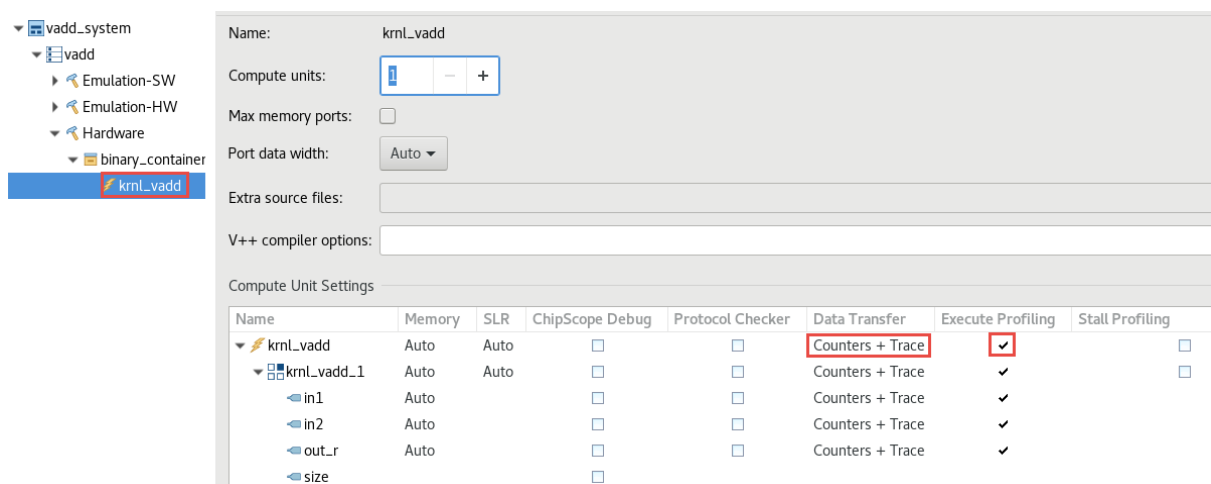 vadd_system
vadd
Emulation-SW
Emulation-HW
Hardware
binary_container
krnl_vadd
Name: krnl_vadd
Compute units: 1 − +
Max memory ports:
Port data width: Auto
Extra source files:
V++ compiler options:
Compute Unit Settings
Name Memory SLR ChipScope Debug Protocol Checker Data Transfer Execute Profiling Stall Profiling
krnl_vadd Auto Auto Counters + Trace
krnl_vadd_1 Auto Auto Counters + Trace
in1 Auto Counters + Trace
in2 Auto Counters + Trace
out_r Auto Counters + Trace
size